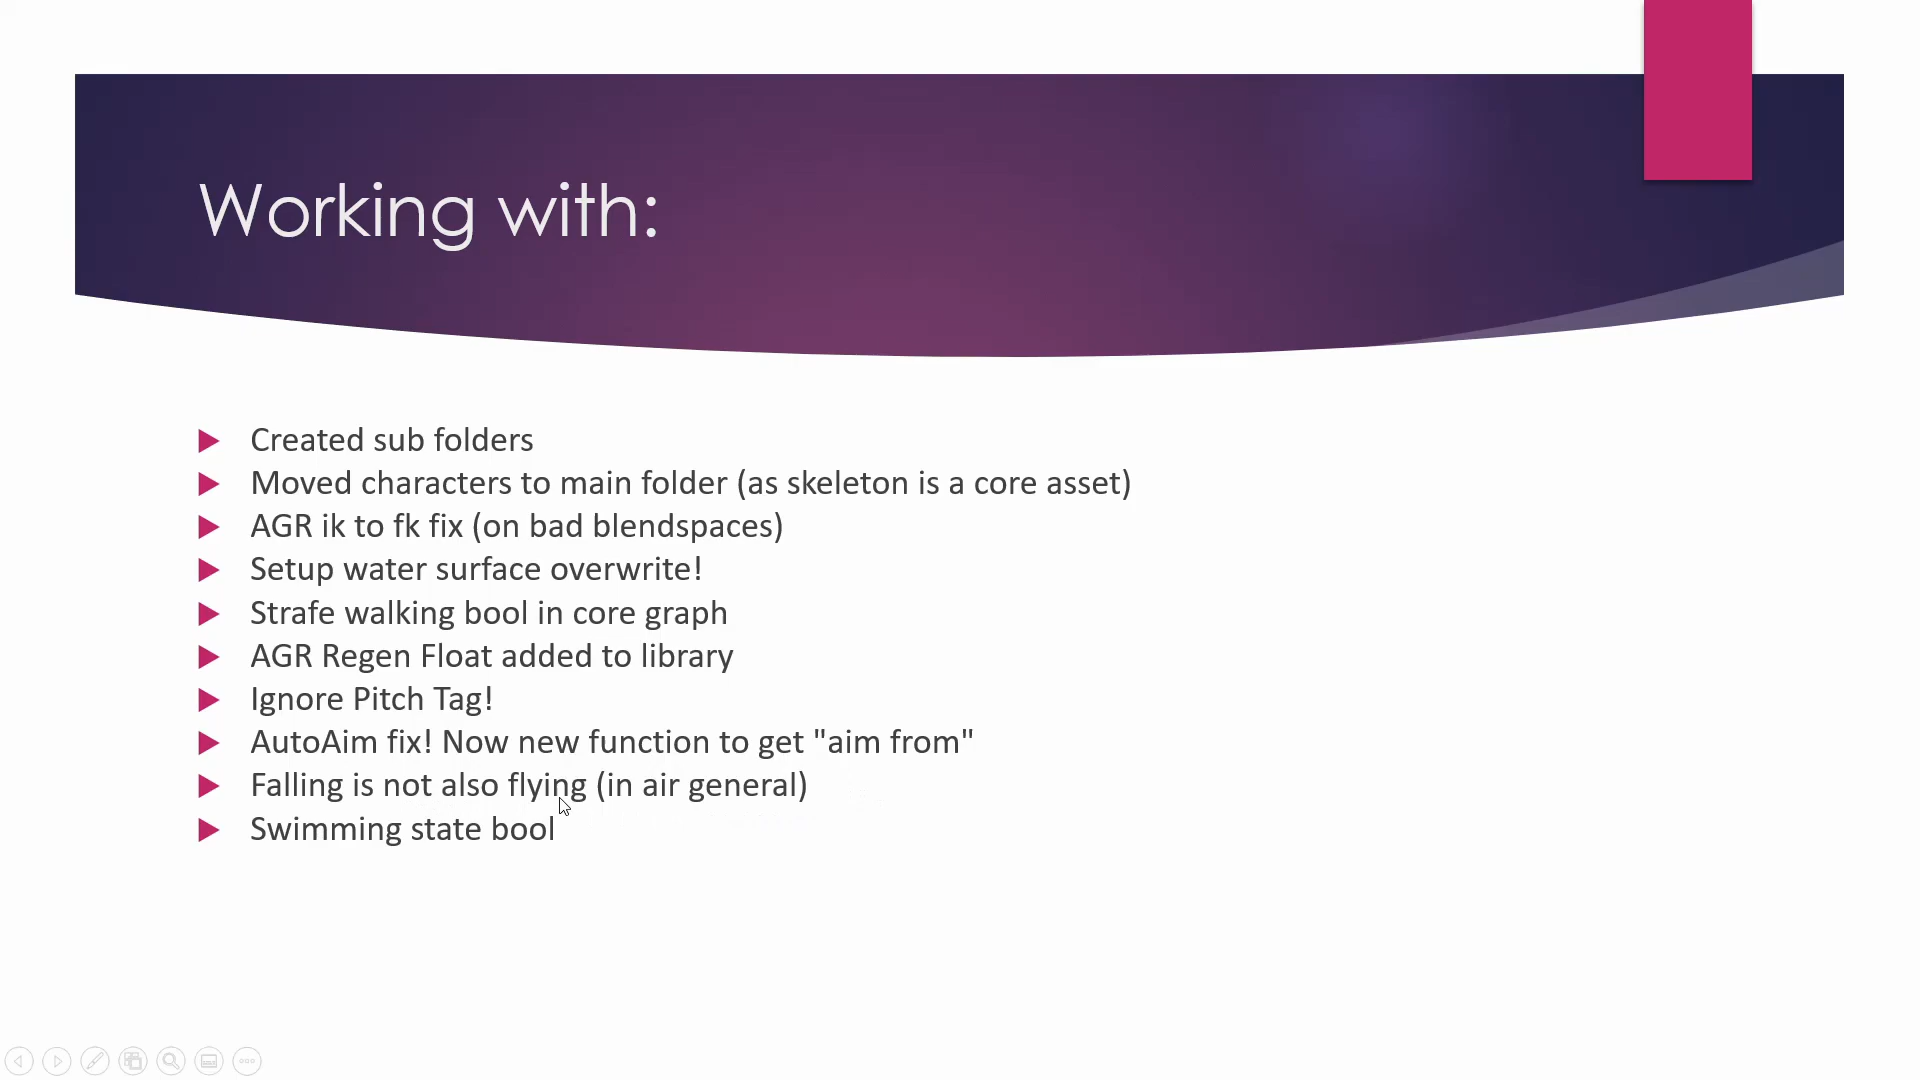 Working with:
Created sub folders
Moved characters to main folder (as skeleton is a core asset)
AGR ik to fk fix (on bad blendspaces)
Setup water surface overwrite!
Strafe walking bool in core graph
AGR Regen Float added to library
Ignore Pitch Tag!
AutoAim fix! Now new function to get "aim from"
Falling is not also flying (in air general)
Swimming state bool